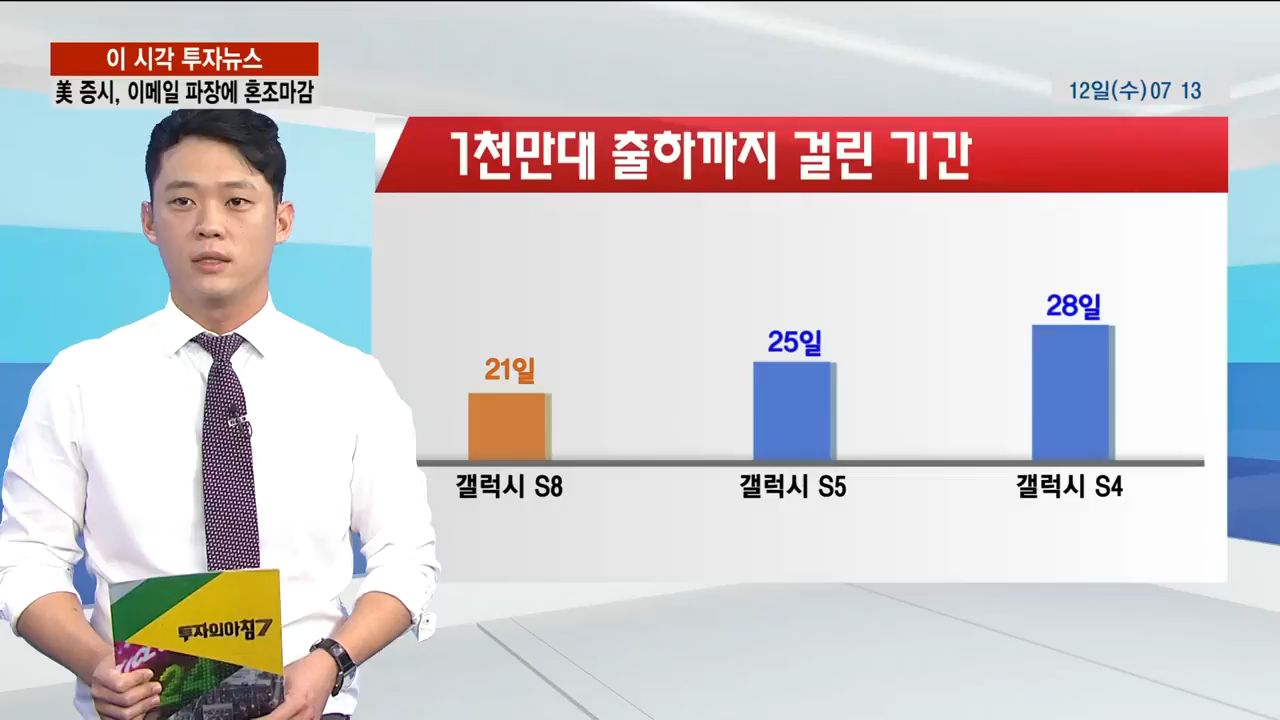 이 시각 투자뉴스
美 증시, 이메일 파장에 혼조마감
12일(수)07 13
1천만대 출하까지 걸린 기간
21일
25일
28일
갤럭시 S8
갤럭시 S5
갤럭시 S4
투자의아침7